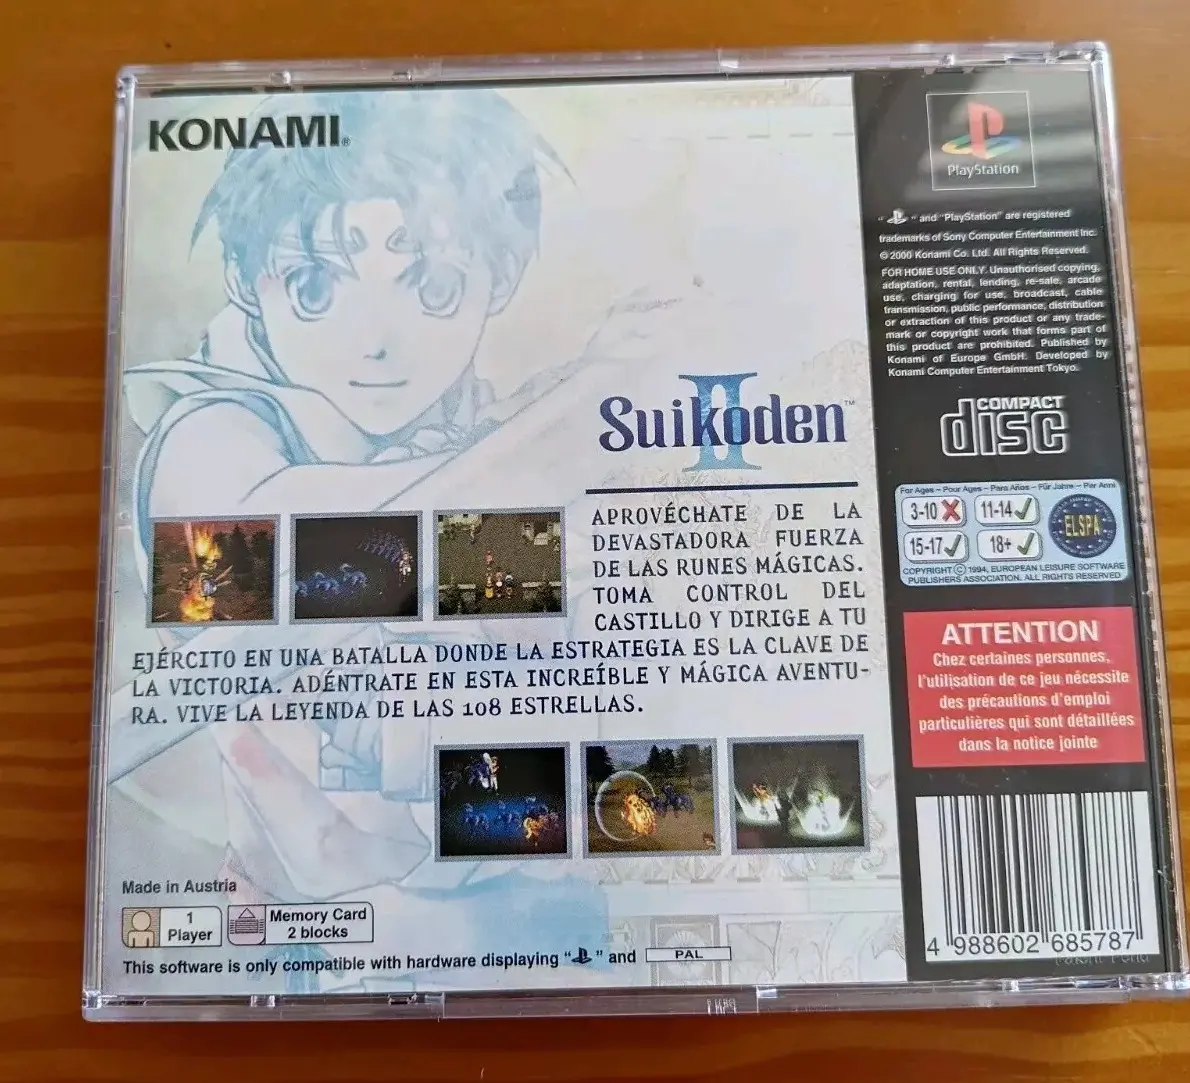 KONAMI®
Suikoden II™
APROVÉCHATE DE LA
DEVASTADORA FUERZA
DE LAS RUNES MÁGICAS.
TOMA CONTROL DEL
CASTILLO Y DIRIGE A TU
EJÉRCITO EN UNA BATALLA DONDE LA ESTRATEGIA ES LA CLAVE DE
LA VICTORIA. ADÉNTRATE EN ESTA INCREÍBLE Y MÁGICA AVENTU-
RA. VIVE LA LEYENDA DE LAS 108 ESTRELLAS.
Made in Austria
1
Player
Memory Card
2 blocks
This software is only compatible with hardware displaying " " and PAL
PlayStation
" " and "PlayStation" are registered
trademarks of Sony Computer Entertainment Inc.
© 2000 Konami Co. Ltd. All Rights Reserved.
FOR HOME USE ONLY. Unauthorised copying,
adaptation, rental, lending, re-sale, arcade
use, charging for use, broadcast, cable
transmission, public performance, distribution
or extraction of this product or any trade-
mark or copyright work that forms part of
this product are prohibited. Published by
Konami of Europe GmbH. Developed by
Konami Computer Entertainment Tokyo.
COMPACT
disc
For Ages – Pour Ages – Para Años – Für Jahre – Per Anni
3-10 11-14
15-17 18+
ELSPA
COPYRIGHT © 1994, EUROPEAN LEISURE SOFTWARE
PUBLISHERS ASSOCIATION. ALL RIGHTS RESERVED
ATTENTION
Chez certaines personnes,
l'utilisation de ce jeu nécessite
des précautions d'emploi
particulières qui sont détaillées
dans la notice jointe
4 988602 685787